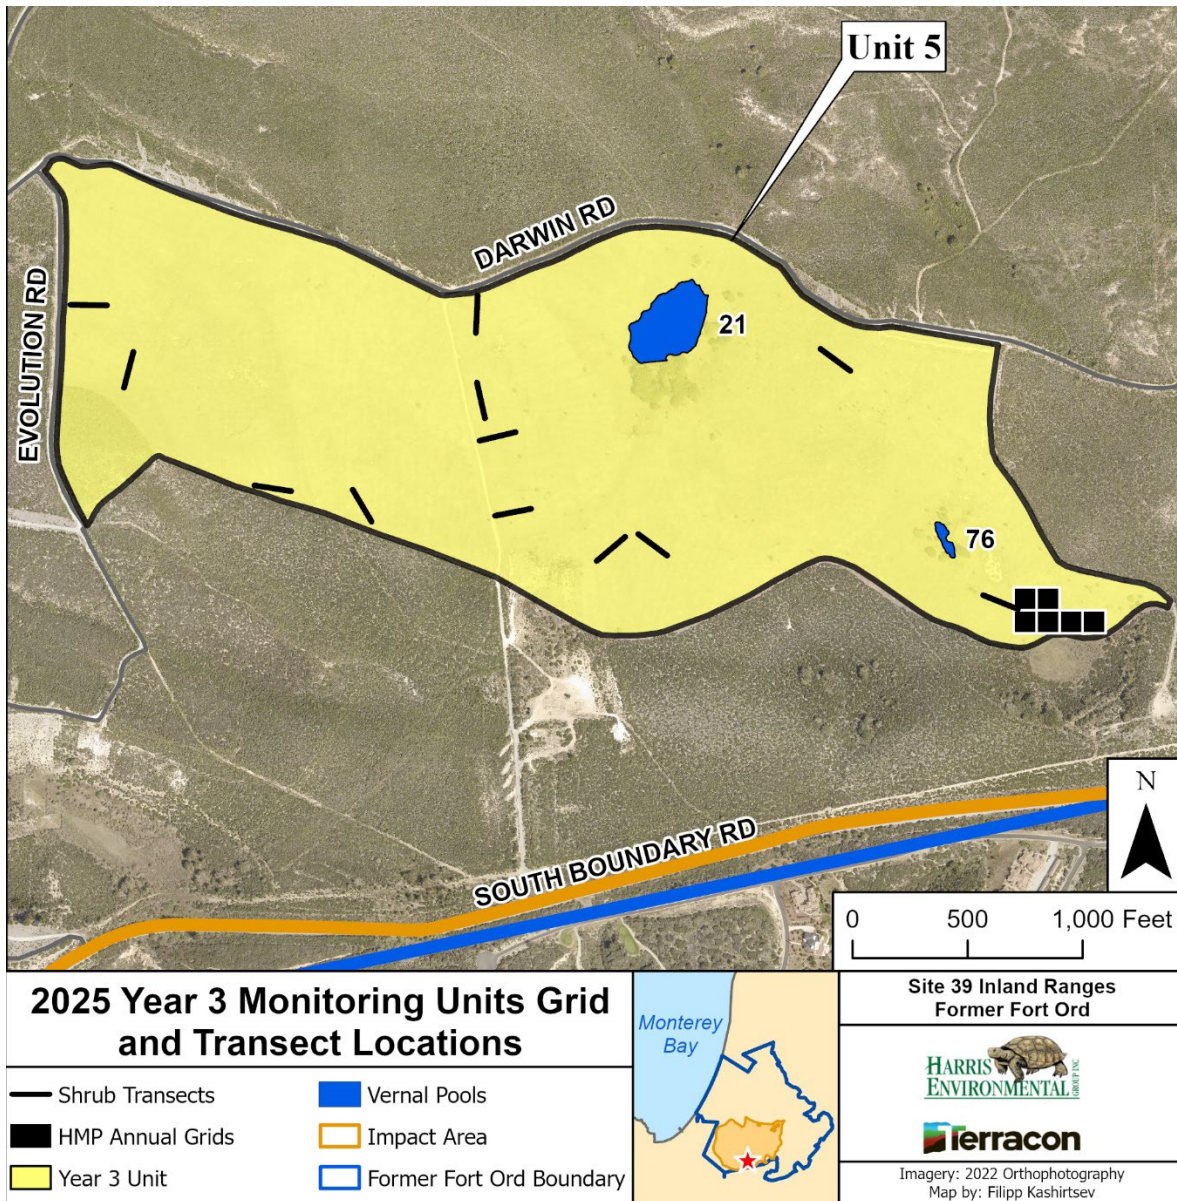 Unit 5
DARWIN RD
EVOLUTION RD
21
76
SOUTH BOUNDARY RD
N
0 500 1,000 Feet
2025 Year 3 Monitoring Units Grid
and Transect Locations
Shrub Transects
HMP Annual Grids
Year 3 Unit
Vernal Pools
Impact Area
Former Fort Ord Boundary
Monterey
Bay
Site 39 Inland Ranges
Former Fort Ord
HARRIS
ENVIRONMENTAL
GROUP INC.
Terracon
Imagery: 2022 Orthophotography
Map by: Filipp Kashirtsev